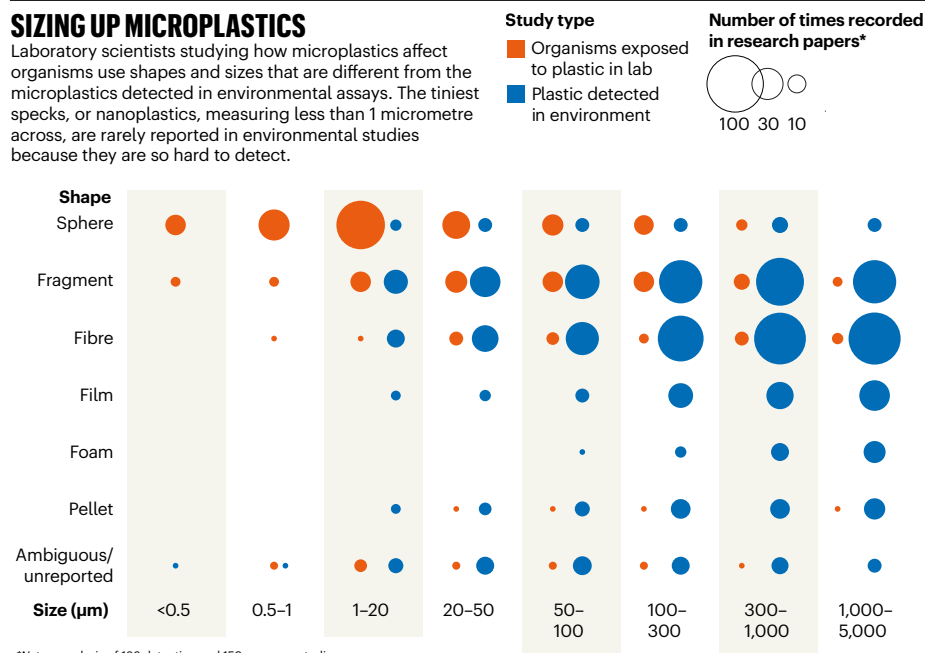 SIZING UP MICROPLASTICS
Laboratory scientists studying how microplastics affect
organisms use shapes and sizes that are different from the
microplastics detected in environmental assays. The tiniest
specks, or nanoplastics, measuring less than 1 micrometre
across, are rarely reported in environmental studies
because they are so hard to detect.
Study type
Organisms exposed
to plastic in lab
Plastic detected
in environment
Number of times recorded
in research papers*
100 30 10
Shape
Sphere
Fragment
Fibre
Film
Foam
Pellet
Ambiguous/
unreported
Size (µm) <0.5 0.5–1 1–20 20–50 50– 100– 300– 1,000–
100 300 1,000 5,000